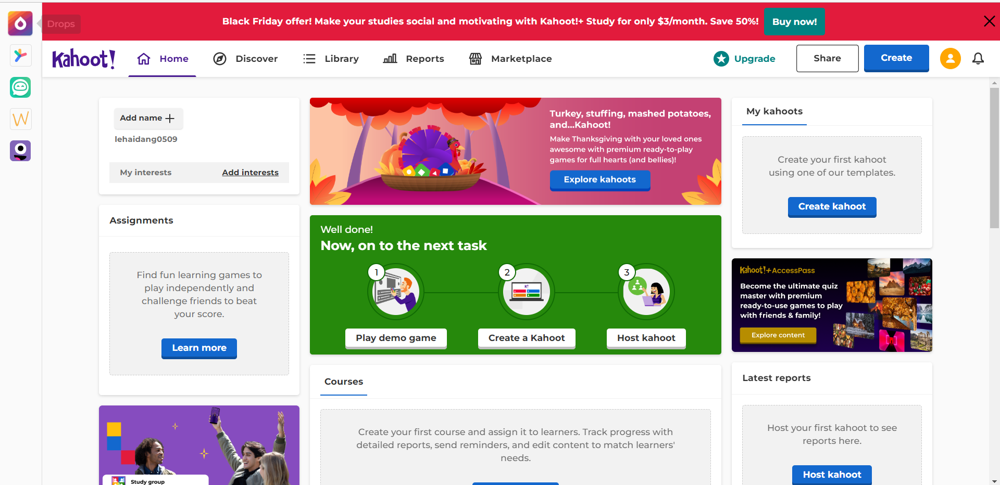 Drops
Black Friday offer! Make your studies social and motivating with Kahoot!+ Study for only $3/month. Save 50%!
Buy now!
Kahoot!
Home
Discover
Library
Reports
Marketplace
Upgrade
Share
Create
Add name
lehaidang0509
My interests
Add interests
Assignments
Find fun learning games to
play independently and
challenge friends to beat
your score.
Learn more
Study group
Turkey, stuffing, mashed potatoes,
and...Kahoot!
Make Thanksgiving with your loved ones
awesome with premium ready-to-play
games for full hearts (and bellies)!
Explore kahoots
Well done!
Now, on to the next task
1
2
K!
3
Play demo game
Create a Kahoot
Host kahoot
Courses
Create your first course and assign it to learners. Track progress with
detailed reports, send reminders, and edit content to match learners'
needs.
My kahoots
Create your first kahoot
using one of our templates.
Create kahoot
Kahoot!+ AccessPass
Become the ultimate quiz
master with premium
ready-to-use games to play
with friends & family!
Explore content
Latest reports
Host your first kahoot to see
reports here.
Host kahoot